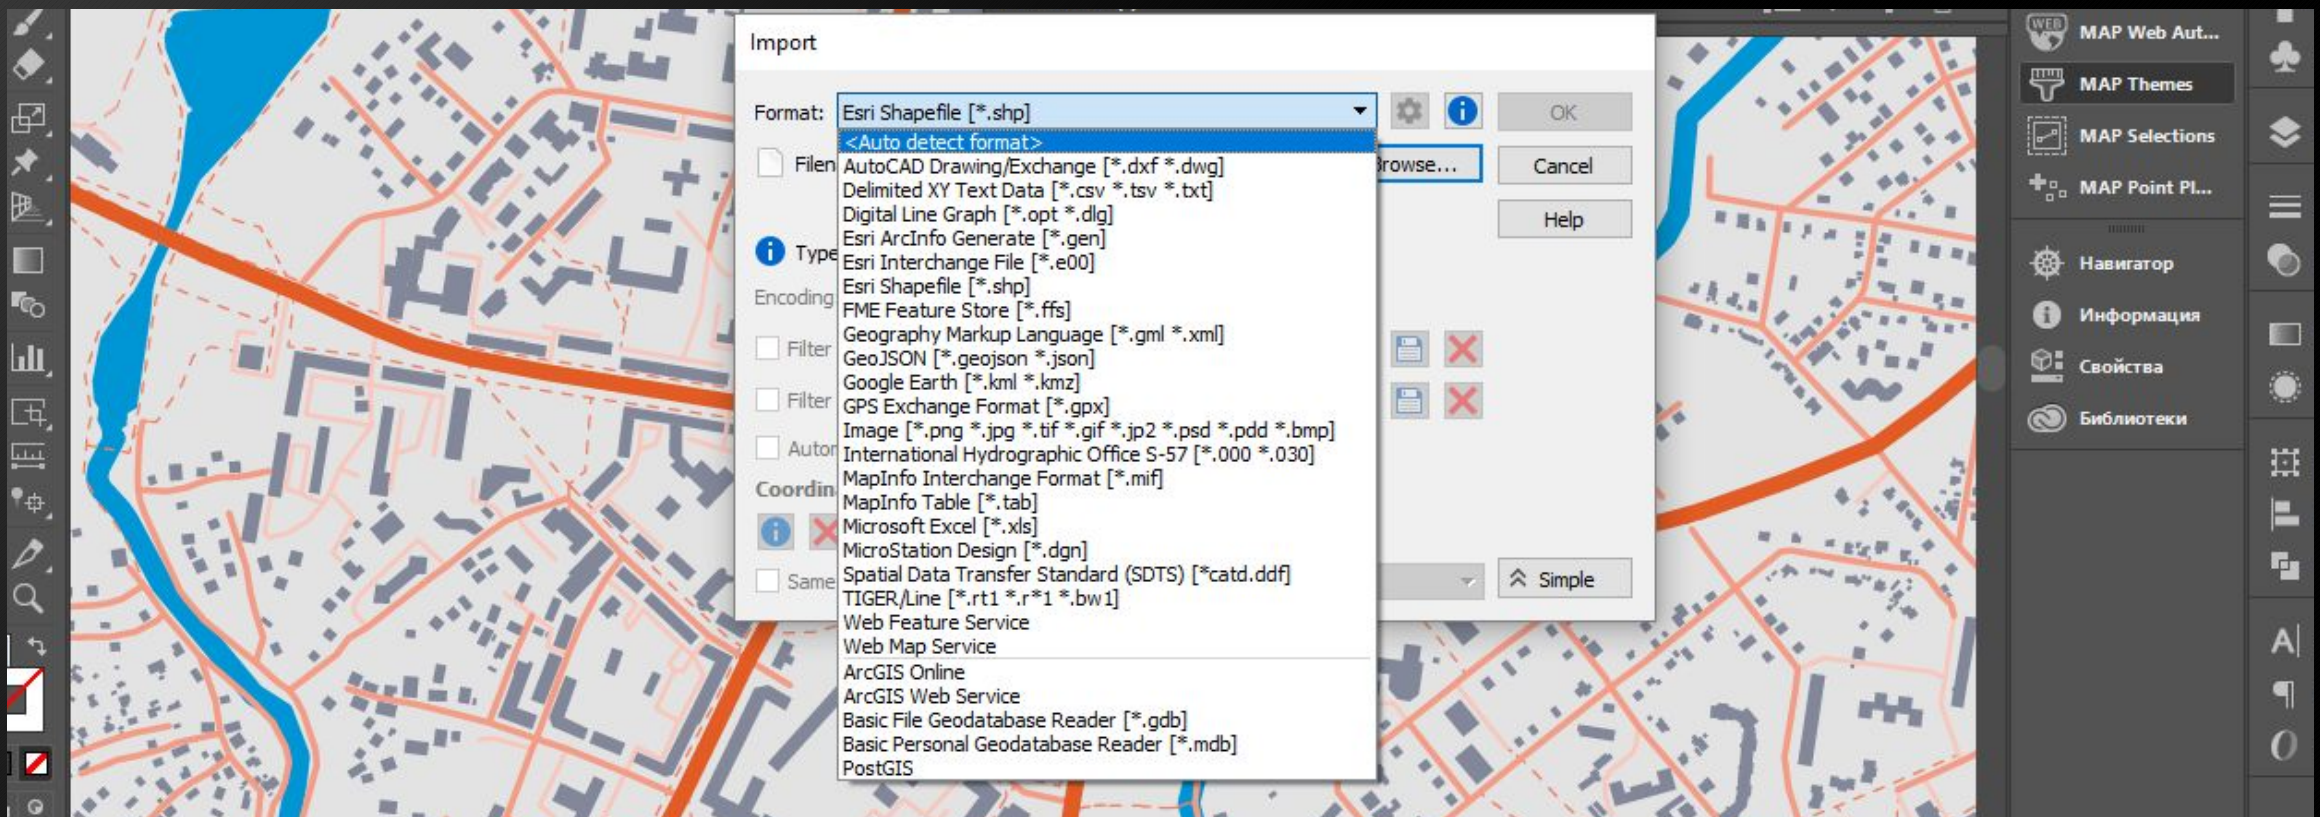 Import
Format:
Esri Shapefile [*.shp]
OK
<Auto detect format>
AutoCAD Drawing/Exchange [*.dxf *.dwg]
Delimited XY Text Data [*.csv *.tsv *.txt]
Digital Line Graph [*.opt *.dlg]
Esri ArcInfo Generate [*.gen]
Esri Interchange File [*.e00]
Esri Shapefile [*.shp]
FME Feature Store [*.ffs]
Geography Markup Language [*.gml *.xml]
GeoJSON [*.geojson *.json]
Google Earth [*.kml *.kmz]
GPS Exchange Format [*.gpx]
Image [*.png *.jpg *.tif *.gif *.jp2 *.psd *.pdd *.bmp]
International Hydrographic Office S-57 [*.000 *.030]
MapInfo Interchange Format [*.mif]
MapInfo Table [*.tab]
Microsoft Excel [*.xls]
MicroStation Design [*.dgn]
Spatial Data Transfer Standard (SDTS) [*catd.ddf]
TIGER/Line [*.rt1 *.r*1 *.bw1]
Web Feature Service
Web Map Service
ArcGIS Online
ArcGIS Web Service
Basic File Geodatabase Reader [*.gdb]
Basic Personal Geodatabase Reader [*.mdb]
PostGIS
Filen
Type
Encoding
Filter
Filter
Autor
Coordin
Same
rowse...
Cancel
Help
Simple
WEB
MAP Web Aut...
MAP Themes
MAP Selections
MAP Point Pl...
Навигатор
Информация
Свойства
Библиотеки